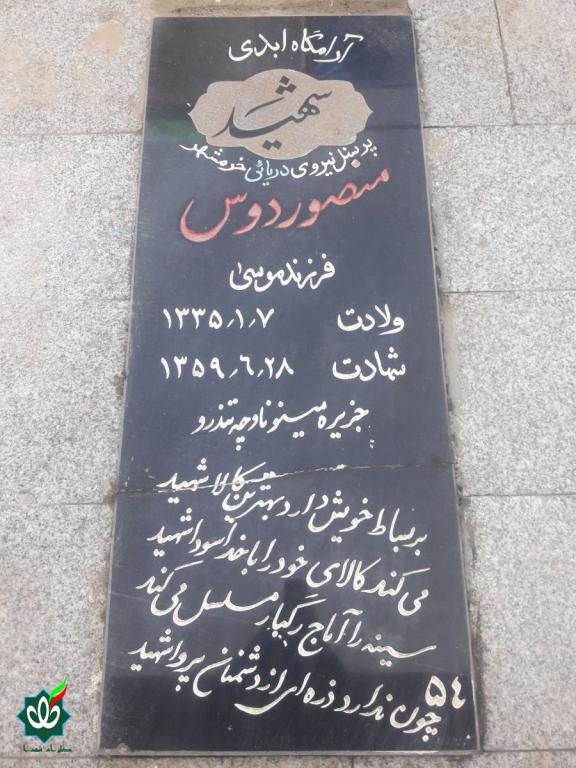 آرامگاه ابدی
شهید
پرسنل نیروی دریائی خرمشهر
منصور دوس
فرزند موسی
ولادت ۱۳۳۵٫۱٫۷
شهادت ۱۳۵۹٫۶٫۲۸
جزیره مینو ناوچه تندرو
بر بساط خویش دارد بهترین کالا شهید
می کند کالای خود را با خدا سودا شهید
سینه را آماج رگبار مسلسل می کند
چون ندارد ذره ای از دشمنان پروا شهید
۵۴